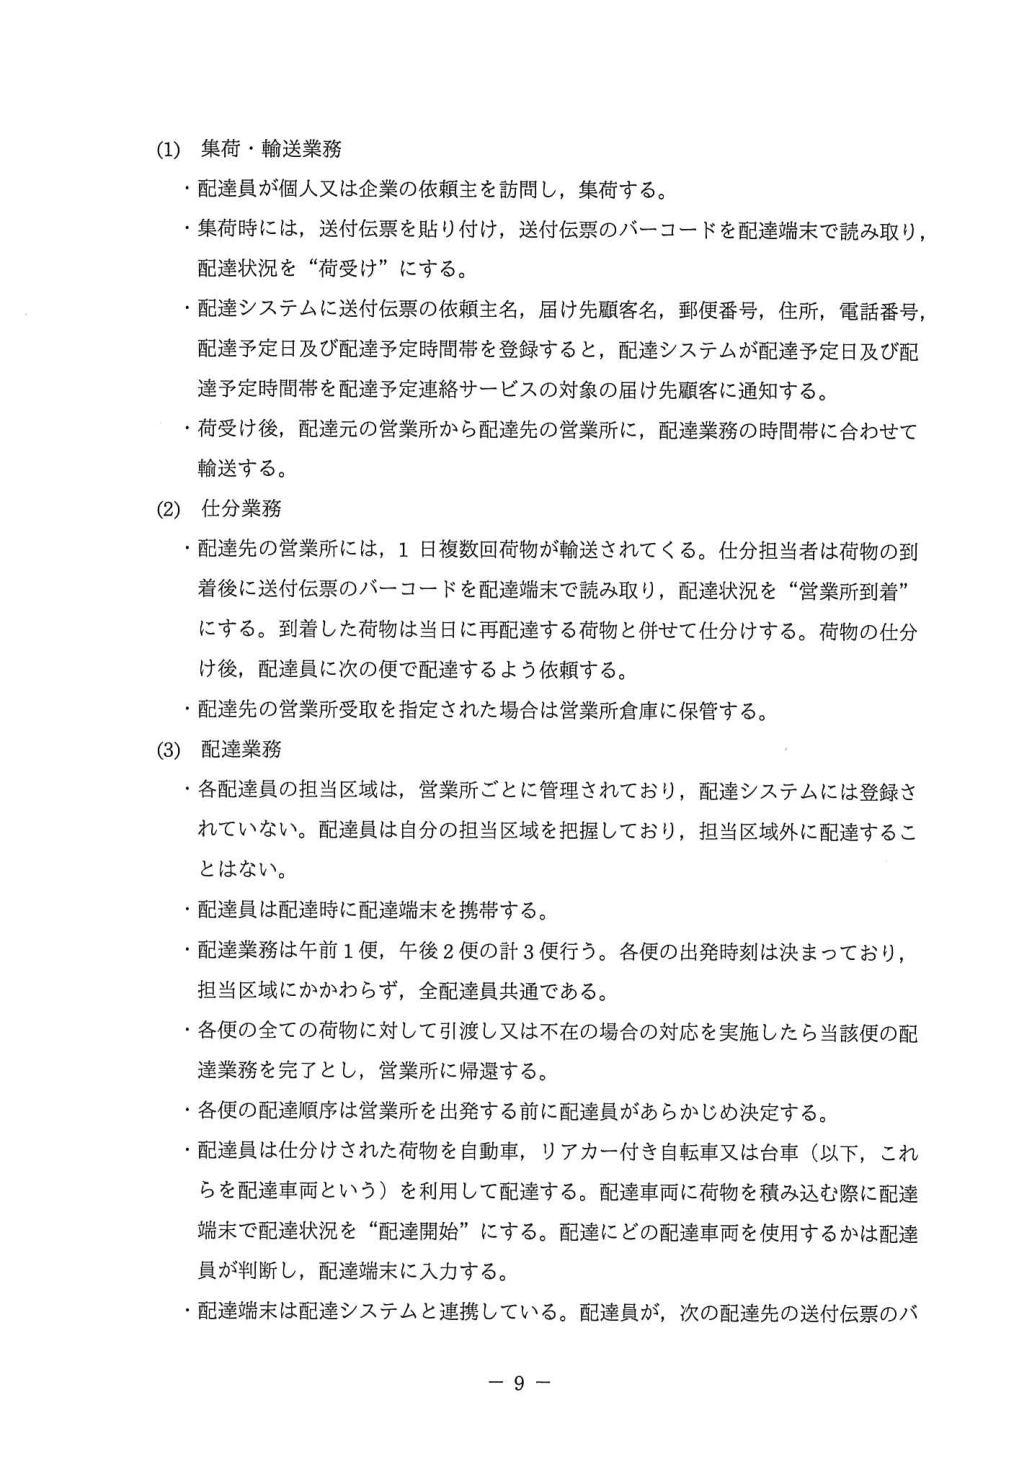 (1) 集荷・輸送業務
・配達員が個人又は企業の依頼主を訪問し，集荷する。
・集荷時には，送付伝票を貼り付け，送付伝票のバーコードを配達端末で読み取り，
配達状況を“荷受け”にする。
・配達システムに送付伝票の依頼主名，届け先顧客名，郵便番号，住所，電話番号，
配達予定日及び配達予定時間帯を登録すると，配達システムが配達予定日及び配
達予定時間帯を配達予定連絡サービスの対象の届け先顧客に通知する。
・荷受け後，配達元の営業所から配達先の営業所に，配達業務の時間帯に合わせて
輸送する。
(2) 仕分業務
・配達先の営業所には，1 日複数回荷物が輸送されてくる。仕分担当者は荷物の到
着後に送付伝票のバーコードを配達端末で読み取り，配達状況を“営業所到着”
にする。到着した荷物は当日に再配達する荷物と併せて仕分けする。荷物の仕分
け後，配達員に次の便で配達するよう依頼する。
・配達先の営業所受取を指定された場合は営業所倉庫に保管する。
(3) 配達業務
・各配達員の担当区域は，営業所ごとに管理されており，配達システムには登録さ
れていない。配達員は自分の担当区域を把握しており，担当区域外に配達するこ
とはない。
・配達員は配達時に配達端末を携帯する。
・配達業務は午前 1 便，午後 2 便の計 3 便行う。各便の出発時刻は決まっており，
担当区域にかかわらず，全配達員共通である。
・各便の全ての荷物に対して引渡し又は不在の場合の対応を実施したら当該便の配
達業務を完了とし，営業所に帰還する。
・各便の配達順序は営業所を出発する前に配達員があらかじめ決定する。
・配達員は仕分けされた荷物を自動車，リアカー付き自転車又は台車（以下，これ
らを配達車両という）を利用して配達する。配達車両に荷物を積み込む際に配達
端末で配達状況を“配達開始”にする。配達にどの配達車両を使用するかは配達
員が判断し，配達端末に入力する。
・配達端末は配達システムと連携している。配達員が，次の配達先の送付伝票のバ
－ 9 －